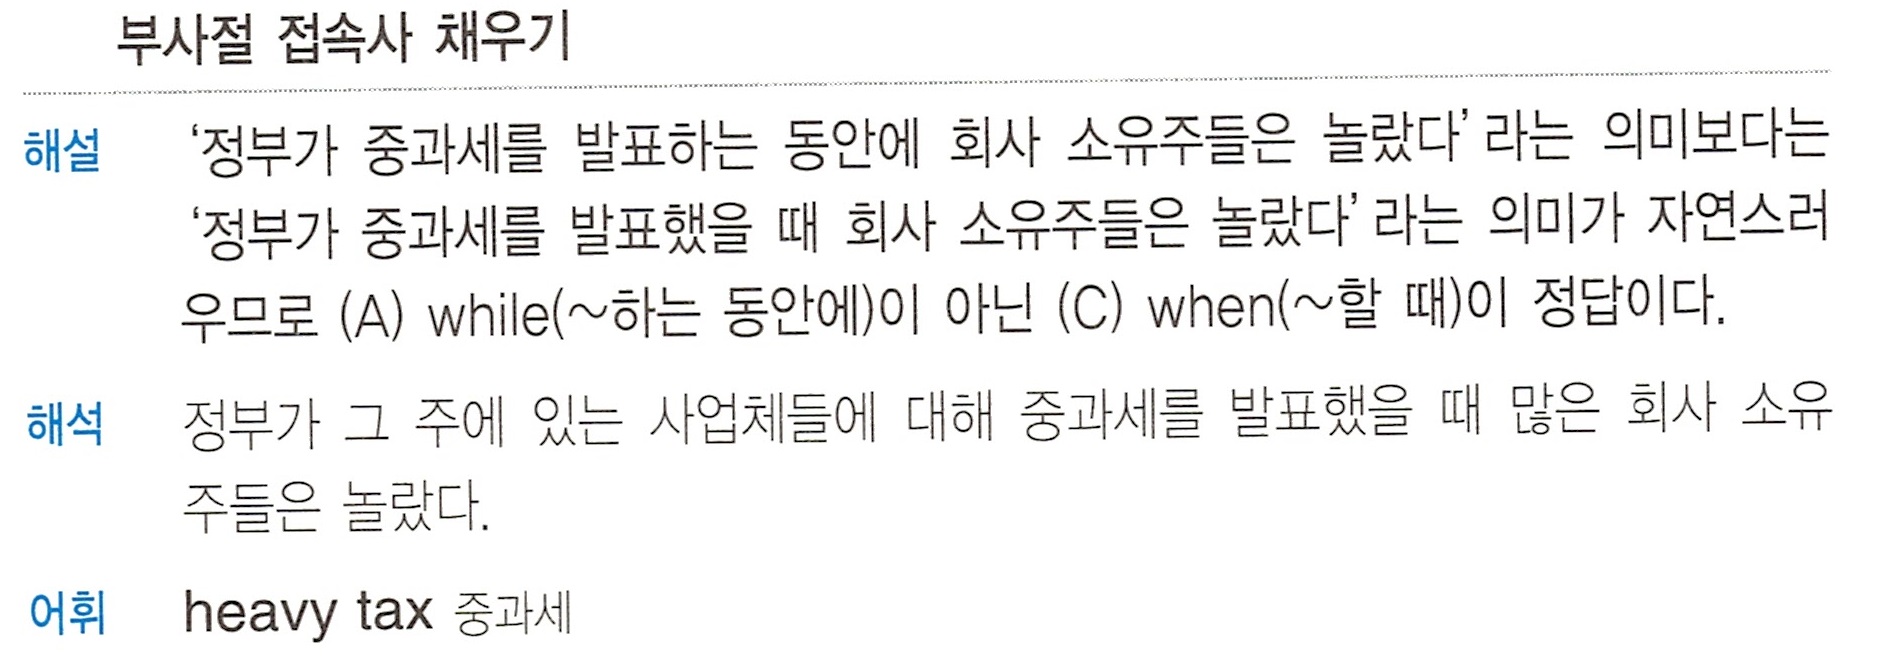 부사절 접속사 채우기
해설 ‘정부가 중과세를 발표하는 동안에 회사 소유주들은 놀랐다’라는 의미보다는
‘정부가 중과세를 발표했을 때 회사 소유주들은 놀랐다’라는 의미가 자연스러
우므로 (A) while(~하는 동안에)이 아닌 (C) when(~할 때)이 정답이다.
해석 정부가 그 주에 있는 사업체들에 대해 중과세를 발표했을 때 많은 회사 소유
주들은 놀랐다.
어휘 heavy tax 중과세